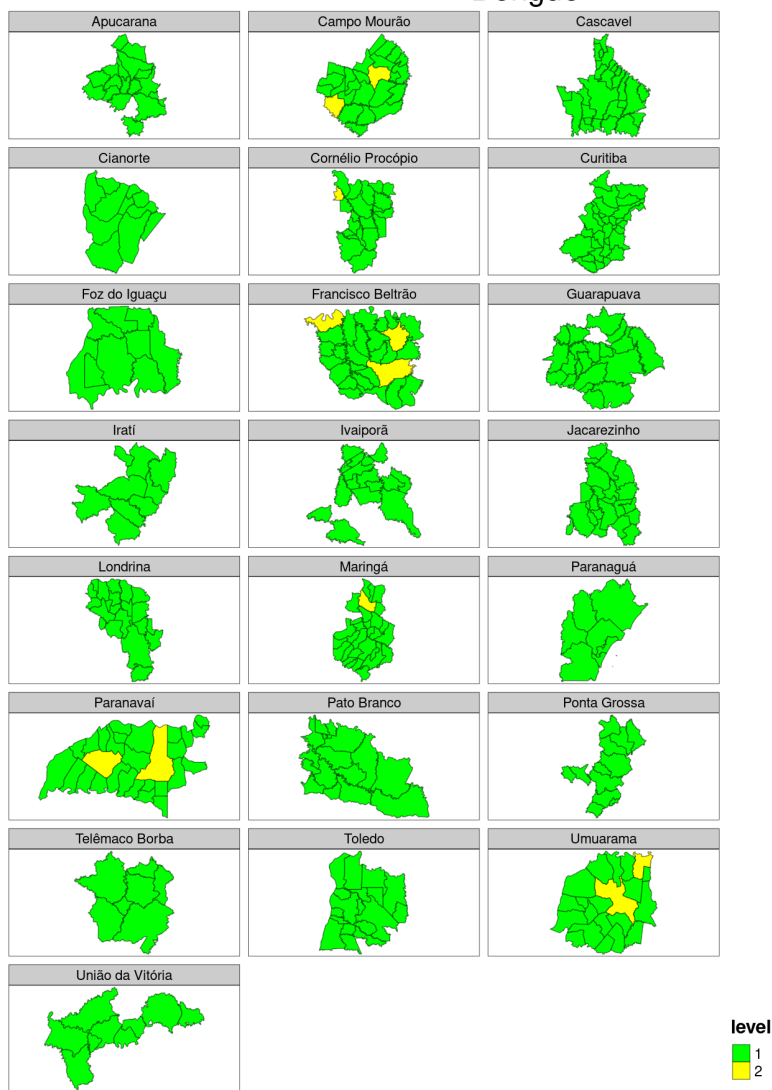 Apucarana
Campo Mourão
Cascavel
Cianorte
Cornélio Procópio
Curitiba
Foz do Iguaçu
Francisco Beltrão
Guarapuava
Iratí
Ivaiporã
Jacarezinho
Londrina
Maringá
Paranaguá
Paranavaí
Pato Branco
Ponta Grossa
Telêmaco Borba
Toledo
Umuarama
União da Vitória
level
1
2